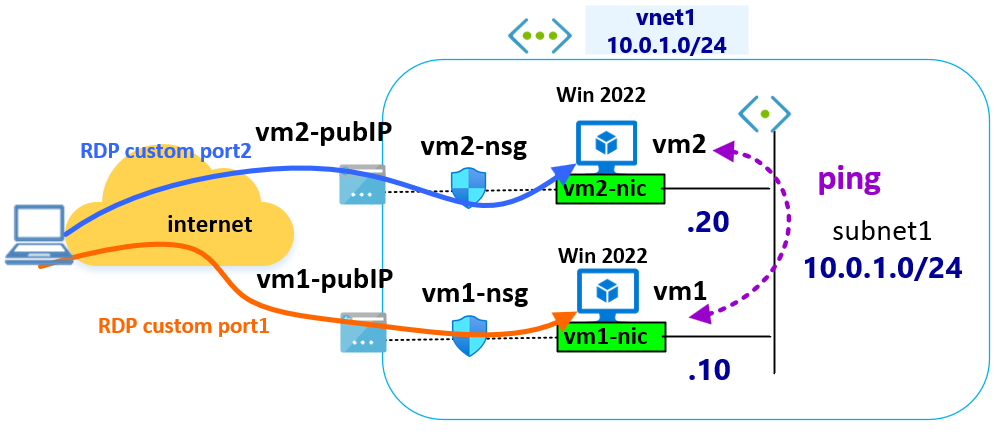 vnet1
10.0.1.0/24
Win 2022
vm2-pubIP
RDP custom port2
vm2-nsg
vm2
ping
vm2-nic
internet
.20
subnet1
10.0.1.0/24
Win 2022
vm1-pubIP
vm1-nsg
vm1
RDP custom port1
vm1-nic
.10